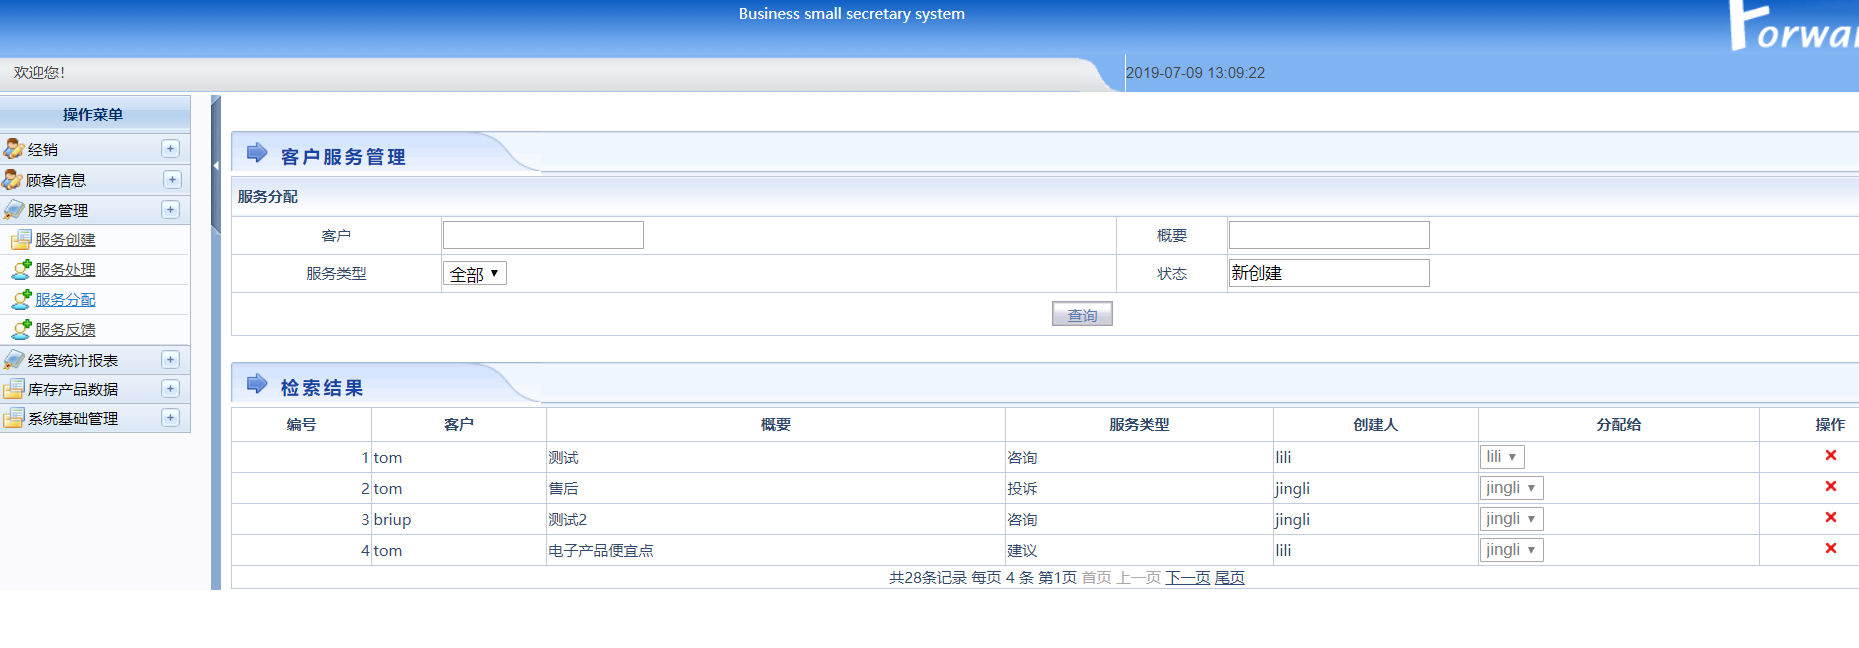 Business small secretary system
Forwar
欢迎您！
2019-07-09 13:09:22
操作菜单
经销
顾客信息
服务管理
服务创建
服务处理
服务分配
服务反馈
经营统计报表
库存产品数据
系统基础管理
客户服务管理
服务分配
客户 概要
服务类型 全部 状态 新创建
查询
检索结果
编号 客户 概要 服务类型 创建人 分配给 操作
1 tom 测试 咨询 lili lili
2 tom 售后 投诉 jingli jingli
3 briup 测试2 咨询 jingli jingli
4 tom 电子产品便宜点 建议 lili jingli
共28条记录 每页 4 条 第1页 首页 上一页 下一页 尾页